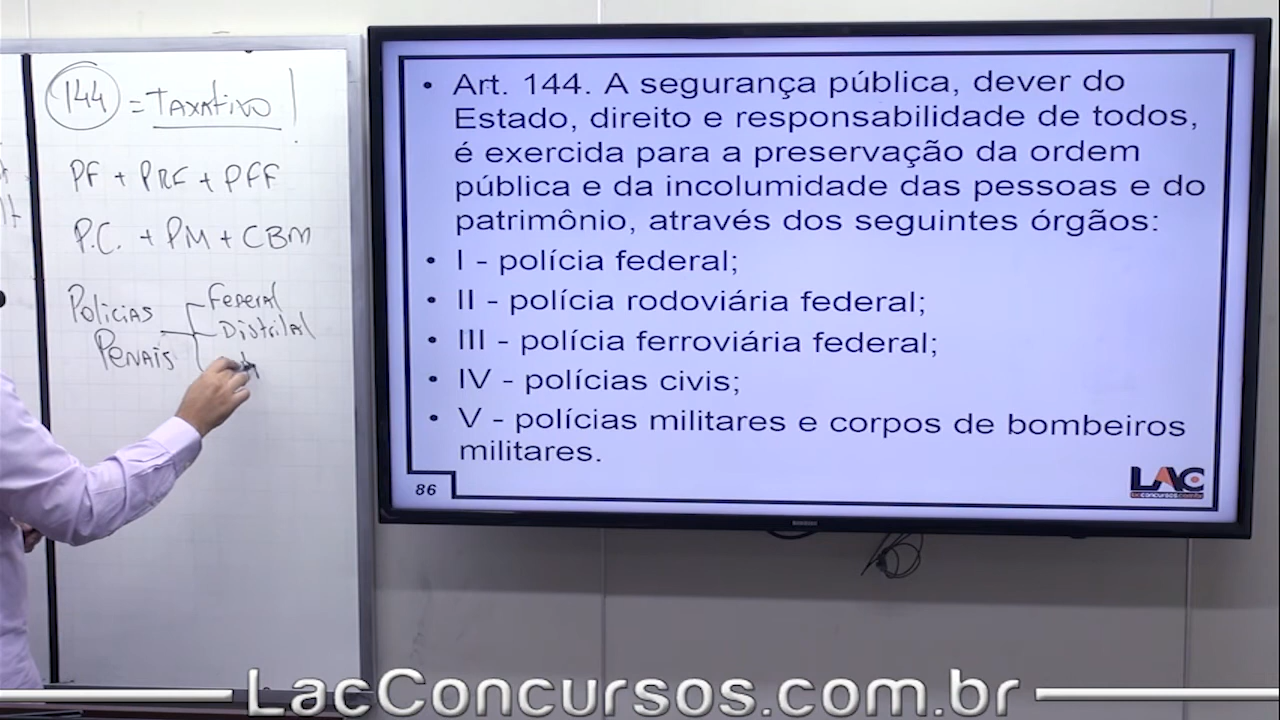 144 = TAXATIVO!
PF + PRF + PFF
P.C. + PM + CBM
POLICIAS
PENAIS
FEDERAL
DISTRITAL
• Art. 144. A segurança pública, dever do
Estado, direito e responsabilidade de todos,
é exercida para a preservação da ordem
pública e da incolumidade das pessoas e do
patrimônio, através dos seguintes órgãos:
• I - polícia federal;
• II - polícia rodoviária federal;
• III - polícia ferroviária federal;
• IV - polícias civis;
• V - polícias militares e corpos de bombeiros
militares.
86
LAC
lacconcursos.com.br
LacConcursos.com.br